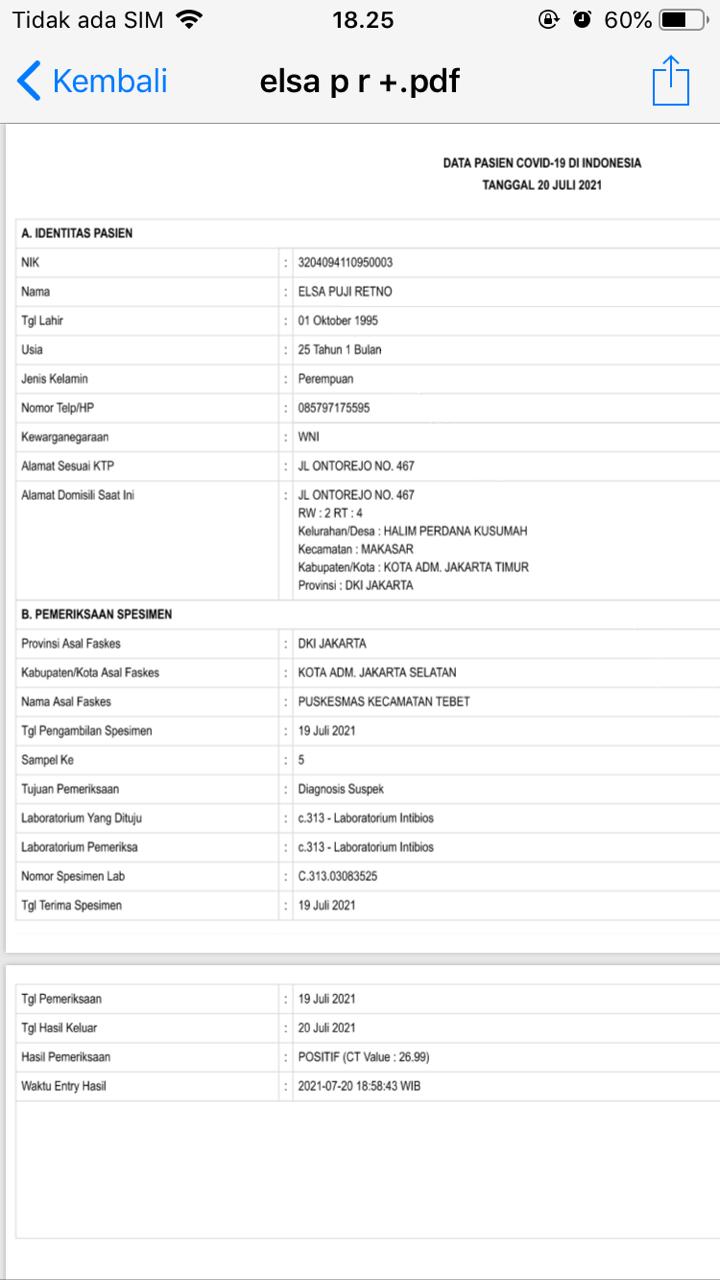 Tidak ada SIM 18.25 60%
Kembali elsa p r +.pdf
DATA PASIEN COVID-19 DI INDONESIA
TANGGAL 20 JULI 2021
A. IDENTITAS PASIEN
NIK : 3204094110950003
Nama : ELSA PUJI RETNO
Tgl Lahir : 01 Oktober 1995
Usia : 25 Tahun 1 Bulan
Jenis Kelamin : Perempuan
Nomor Telp/HP : 085797175595
Kewarganegaraan : WNI
Alamat Sesuai KTP : JL ONTOREJO NO. 467
Alamat Domisili Saat Ini : JL ONTOREJO NO. 467
RW : 2 RT : 4
Kelurahan/Desa : HALIM PERDANA KUSUMAH
Kecamatan : MAKASAR
Kabupaten/Kota : KOTA ADM. JAKARTA TIMUR
Provinsi : DKI JAKARTA
B. PEMERIKSAAN SPESIMEN
Provinsi Asal Faskes : DKI JAKARTA
Kabupaten/Kota Asal Faskes : KOTA ADM. JAKARTA SELATAN
Nama Asal Faskes : PUSKESMAS KECAMATAN TEBET
Tgl Pengambilan Spesimen : 19 Juli 2021
Sampel Ke : 5
Tujuan Pemeriksaan : Diagnosis Suspek
Laboratorium Yang Dituju : c.313 - Laboratorium Intibios
Laboratorium Pemeriksa : c.313 - Laboratorium Intibios
Nomor Spesimen Lab : C.313.03083525
Tgl Terima Spesimen : 19 Juli 2021
Tgl Pemeriksaan : 19 Juli 2021
Tgl Hasil Keluar : 20 Juli 2021
Hasil Pemeriksaan : POSITIF (CT Value : 26.99)
Waktu Entry Hasil : 2021-07-20 18:58:43 WIB